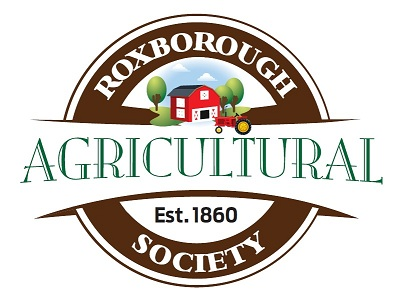 ROXBOROUGH
AGRICULTURAL
Est. 1860
SOCIETY